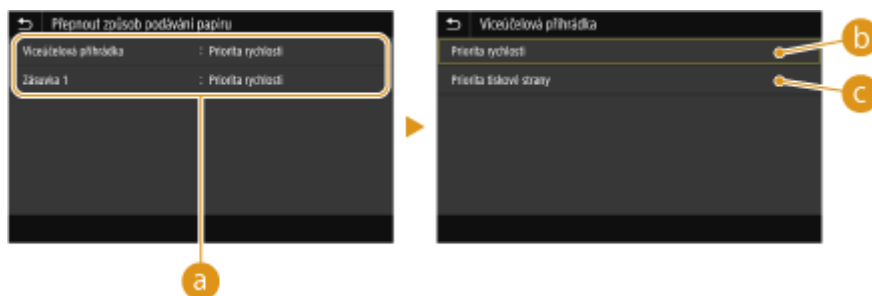 Přepnout způsob podávání papíru
Víceúčelová přihrádka : Priorita rychlosti
Zásuvka 1 : Priorita rychlosti
a
Víceúčelová přihrádka
Priorita rychlosti
b
Priorita tiskové strany
c